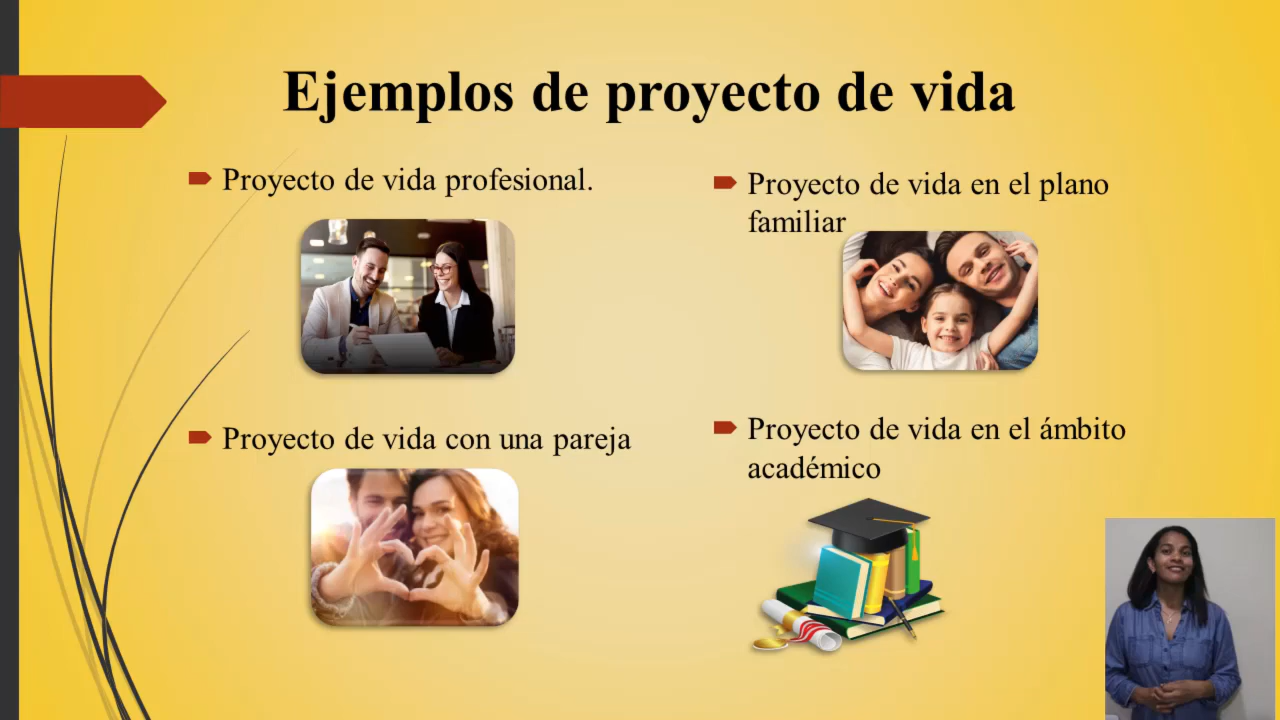 Ejemplos de proyecto de vida
Proyecto de vida profesional.
Proyecto de vida en el plano
familiar
Proyecto de vida con una pareja
Proyecto de vida en el ámbito
académico